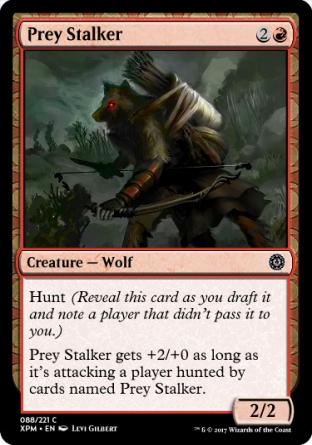 Prey Stalker 2
Creature — Wolf
Hunt (Reveal this card as you draft it
and note a player that didn't pass it to
you.)
Prey Stalker gets +2/+0 as long as
it's attacking a player hunted by
cards named Prey Stalker.
2/2
088/221 C
XPM • EN Levi Gilbert
™ & © 2017 Wizards of the Coast